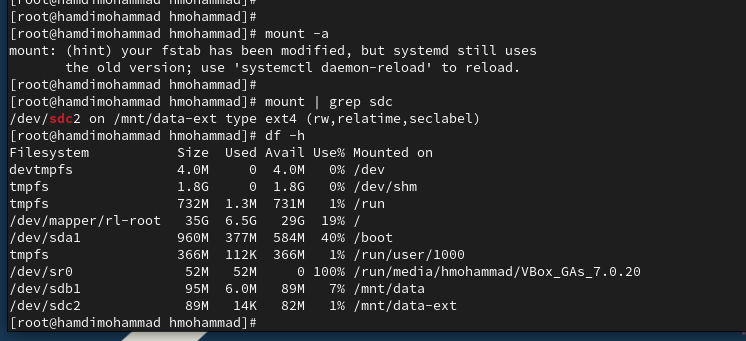 [root@hamdimohammad hmohammad]#
[root@hamdimohammad hmohammad]#
[root@hamdimohammad hmohammad]# mount -a
mount: (hint) your fstab has been modified, but systemd still uses
       the old version; use 'systemctl daemon-reload' to reload.
[root@hamdimohammad hmohammad]#
[root@hamdimohammad hmohammad]# mount | grep sdc
/dev/sdc2 on /mnt/data-ext type ext4 (rw,relatime,seclabel)
[root@hamdimohammad hmohammad]# df -h
Filesystem           Size  Used Avail Use% Mounted on
devtmpfs             4.0M     0  4.0M   0% /dev
tmpfs                1.8G     0  1.8G   0% /dev/shm
tmpfs                732M  1.3M  731M   1% /run
/dev/mapper/rl-root   35G  6.5G   29G  19% /
/dev/sda1            960M  377M  584M  40% /boot
tmpfs                366M  112K  366M   1% /run/user/1000
/dev/sr0              52M   52M     0 100% /run/media/hmohammad/VBox_GAs_7.0.20
/dev/sdb1             95M  6.0M   89M   7% /mnt/data
/dev/sdc2             89M   14K   82M   1% /mnt/data-ext
[root@hamdimohammad hmohammad]#